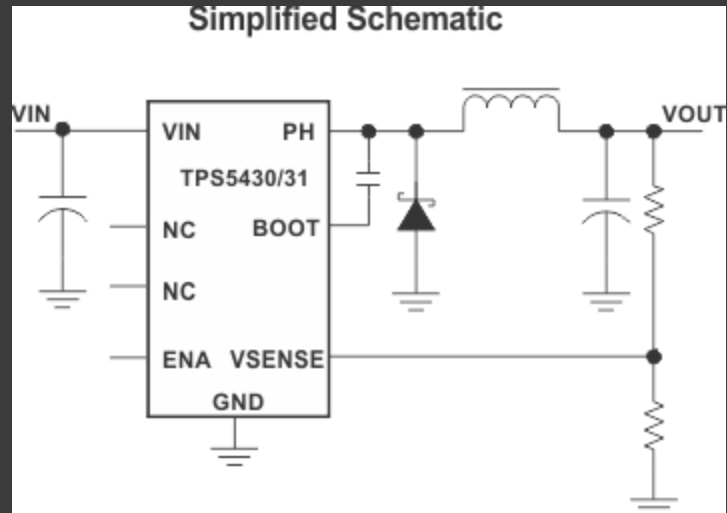 Simplified Schematic
VIN
VOUT
VIN
PH
TPS5430/31
NC
BOOT
NC
ENA
VSENSE
GND